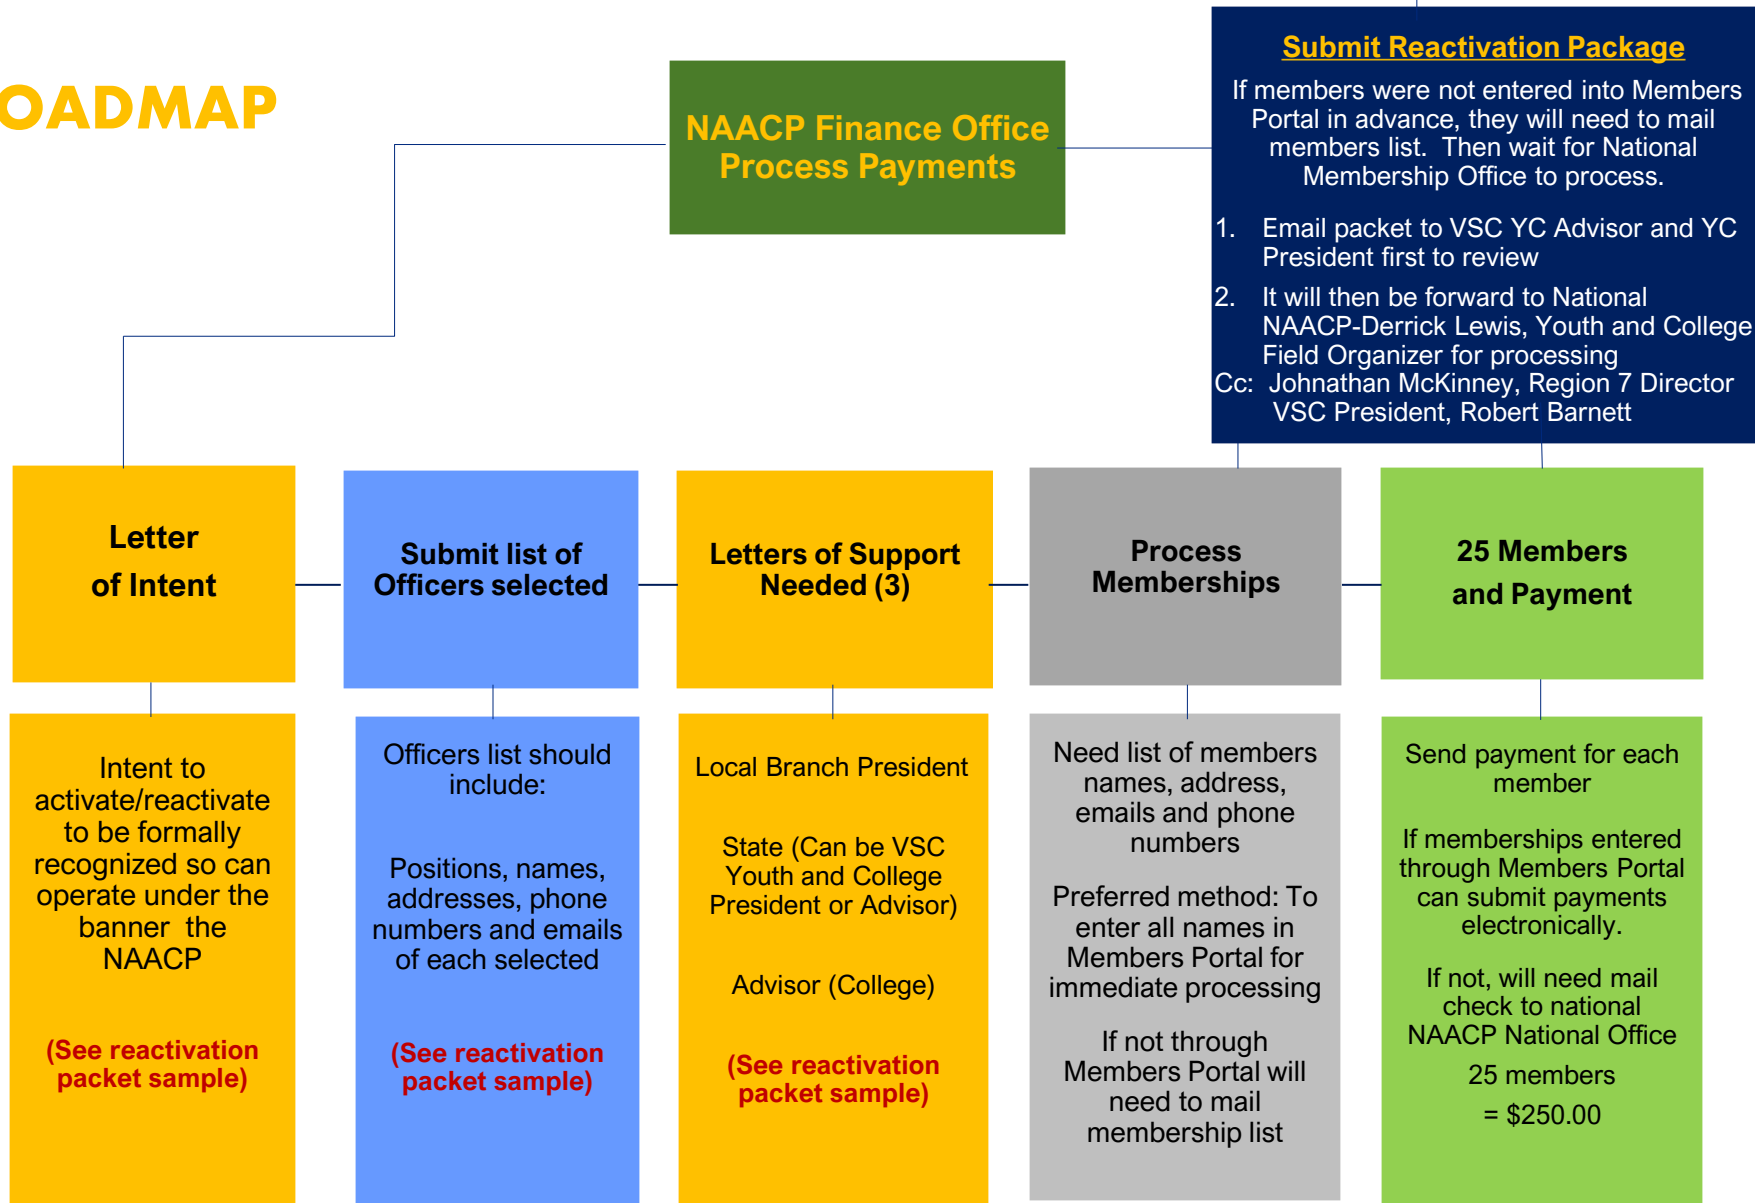 OADMAP
NAACP Finance Office
Process Payments
Submit Reactivation Package
If members were not entered into Members
Portal in advance, they will need to mail
members list. Then wait for National
Membership Office to process.
1. Email packet to VSC YC Advisor and YC
President first to review
2. It will then be forward to National
NAACP-Derrick Lewis, Youth and College
Field Organizer for processing
Cc: Johnathan McKinney, Region 7 Director
VSC President, Robert Barnett
Letter
of Intent
Submit list of
Officers selected
Letters of Support
Needed (3)
Process
Memberships
25 Members
and Payment
Intent to
activate/reactivate
to be formally
recognized so can
operate under the
banner the
NAACP
(See reactivation
packet sample)
Officers list should
include:
Positions, names,
addresses, phone
numbers and emails
of each selected
(See reactivation
packet sample)
Local Branch President
State (Can be VSC
Youth and College
President or Advisor)
Advisor (College)
(See reactivation
packet sample)
Need list of members
names, address,
emails and phone
numbers
Preferred method: To
enter all names in
Members Portal for
immediate processing
If not through
Members Portal will
need to mail
membership list
Send payment for each
member
If memberships entered
through Members Portal
can submit payments
electronically.
If not, will need mail
check to national
NAACP National Office
25 members
= $250.00